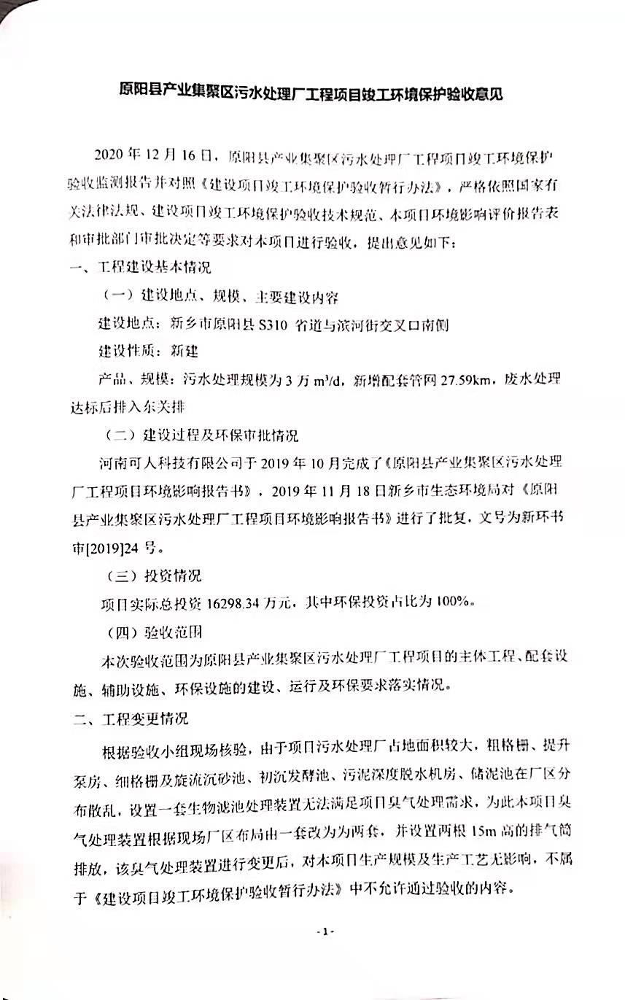 原阳县产业集聚区污水处理厂工程项目竣工环境保护验收意见
2020 年 12 月 16 日，原阳县产业集聚区污水处理厂工程项目竣工环境保护
验收监测报告并对照《建设项目竣工环境保护验收暂行办法》，严格依照国家有
关法律法规、建设项目竣工环境保护验收技术规范、本项目环境影响评价报告表
和审批部门审批决定等要求对本项目进行验收，提出意见如下：
一、工程建设基本情况
（一）建设地点、规模、主要建设内容
建设地点：新乡市原阳县 S310 省道与滨河街交叉口南侧
建设性质：新建
产品、规模：污水处理规模为 3 万 m³/d，新增配套管网 27.59km，废水处理
达标后排入东关排
（二）建设过程及环保审批情况
河南可人科技有限公司于 2019 年 10 月完成了《原阳县产业集聚区污水处理
厂工程项目环境影响报告书》，2019 年 11 月 18 日新乡市生态环境局对《原阳
县产业集聚区污水处理厂工程项目环境影响报告书》进行了批复，文号为新环书
审[2019]24 号。
（三）投资情况
项目实际总投资 16298.34 万元，其中环保投资占比为 100%。
（四）验收范围
本次验收范围为原阳县产业集聚区污水处理厂工程项目的主体工程、配套设
施、辅助设施、环保设施的建设、运行及环保要求落实情况。
二、工程变更情况
根据验收小组现场核验，由于项目污水处理厂占地面积较大，粗格栅、提升
泵房、细格栅及旋流沉砂池、初沉发酵池、污泥深度脱水机房、储泥池在厂区分
布散乱，设置一套生物滤池处理装置无法满足项目臭气处理需求，为此本项目臭
气处理装置根据现场厂区布局由一套改为为两套，并设置两根 15m 高的排气筒
排放，该臭气处理装置进行变更后，对本项目生产规模及生产工艺无影响，不属
于《建设项目竣工环境保护验收暂行办法》中不允许通过验收的内容。
- 1 -